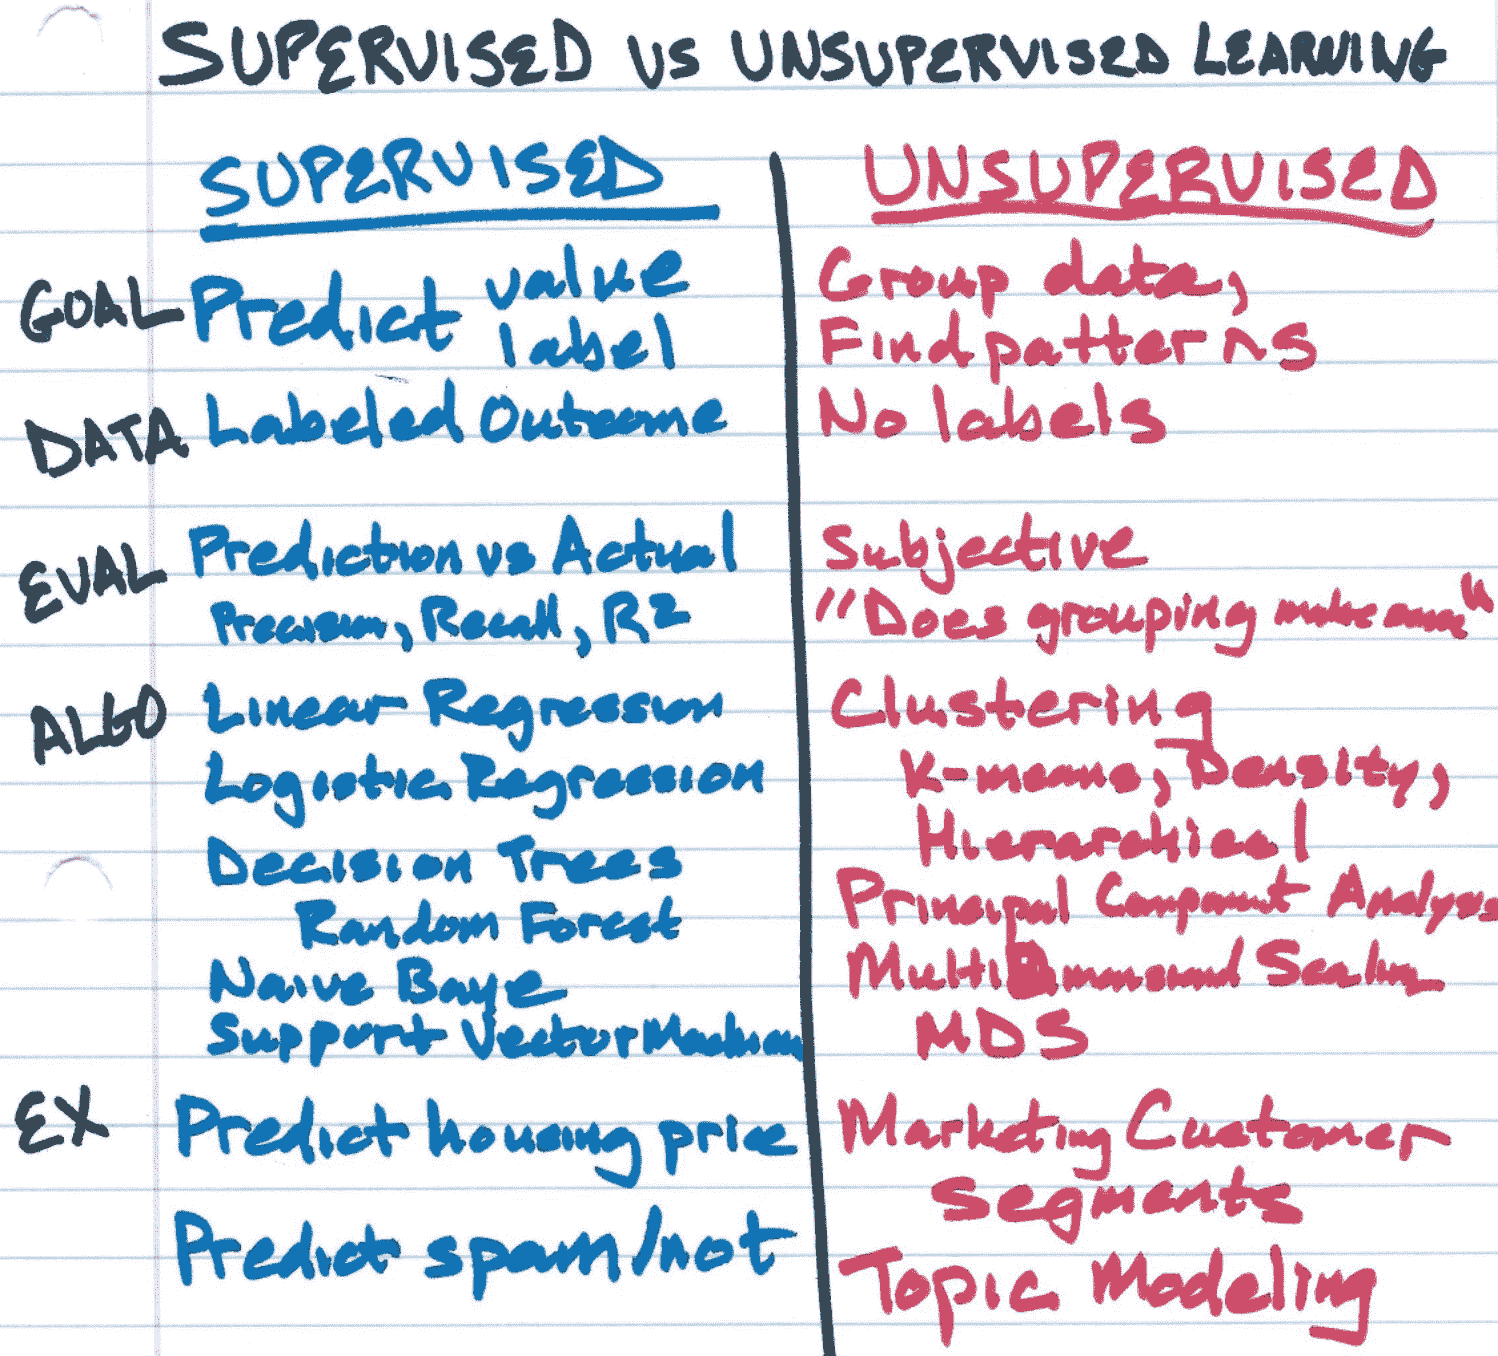 SUPERVISED VS UNSUPERVISED LEARNING
SUPERVISED
UNSUPERVISED
GOAL
Predict value
label
Group data,
Find patterns
DATA
Labeled Outcome
No labels
EVAL
Prediction vs Actual
Precision, Recall, R2
Subjective
"Does grouping make sense"
ALGO
Linear Regression
Logistic Regression
Decision Trees
Random Forest
Naive Baye
Support Vector Machine
Clustering
K-means, Density,
Hierarchical
Principal Component Analysis
MultiDimensional Scaling
MDS
EX
Predict housing price
Predict spam/not
Marketing Customer
Segments
Topic Modeling